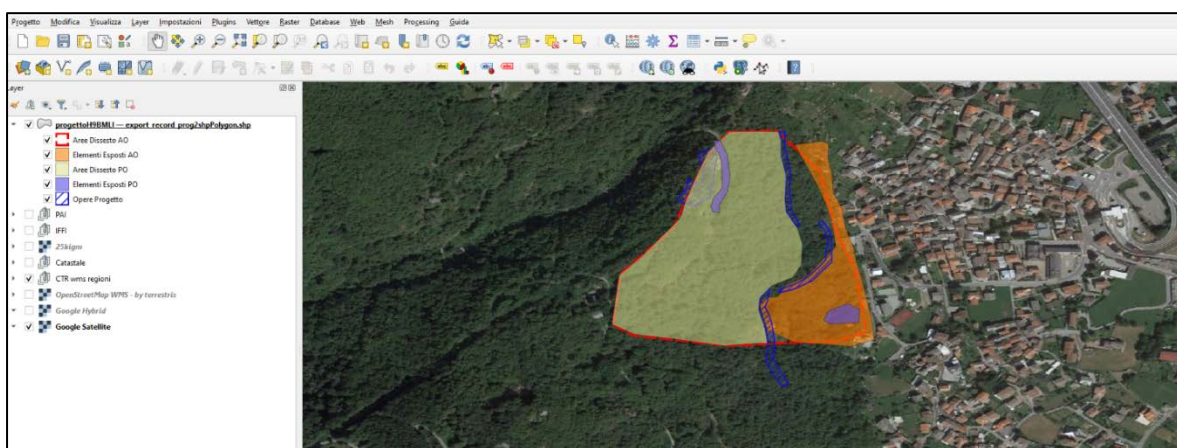 Progetto Modifica Visualizza Layer Impostazioni Plugins Vettore Raster Database Web Mesh Processing Guida
Layer
progettoH9BMLI — export_record_prog2shpPolygon.shp
Aree Dissesto AO
Elementi Esposti AO
Aree Dissesto PO
Elementi Esposti PO
Opere Progetto
PAI
IFFI
25kigm
Catastale
CTR wms regioni
OpenStreetMap WMS - by terrestris
Google Hybrid
Google Satellite